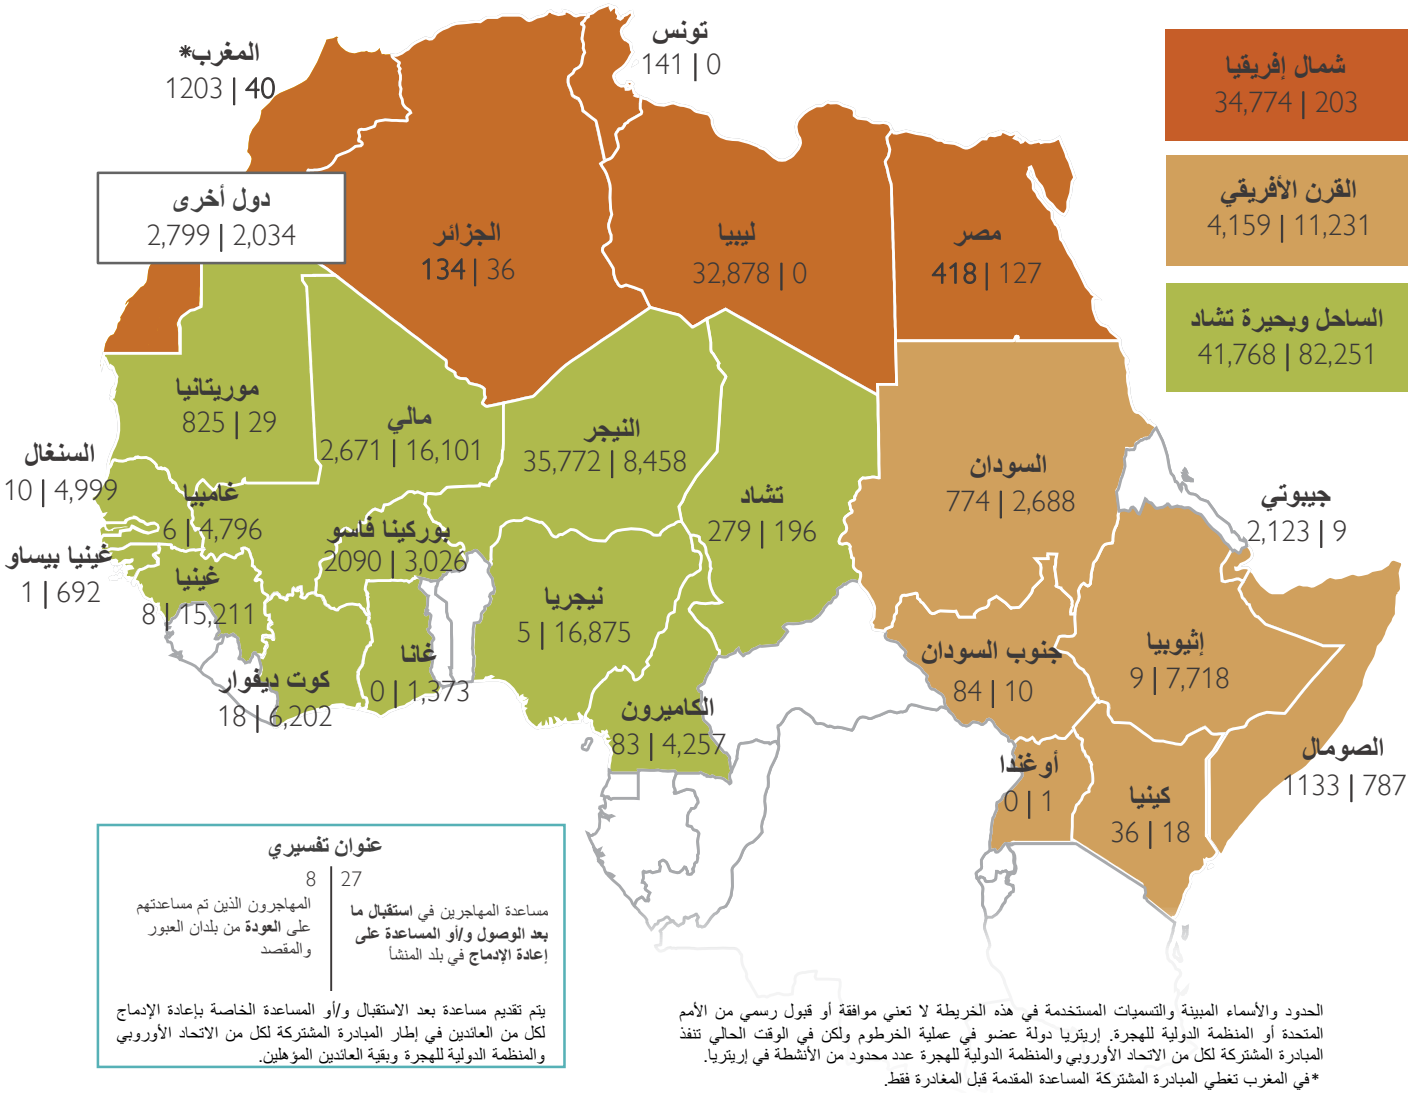 تونس
141 | 0
المغرب*
1203 | 40
شمال إفريقيا
34,774 | 203
القرن الأفريقي
4,159 | 11,231
الساحل وبحيرة تشاد
41,768 | 82,251
دول أخرى
2,799 | 2,034
الجزائر
134 | 36
ليبيا
32,878 | 0
مصر
418 | 127
موريتانيا
825 | 29
مالي
2,671 | 16,101
النيجر
35,772 | 8,458
تشاد
279 | 196
السودان
774 | 2,688
جيبوتي
2,123 | 9
السنغال
10 | 4,999
غامبيا
6 | 4,796
بوركينا فاسو
2090 | 3,026
غينيا بيساو
1 | 692
غينيا
8 | 15,211
نيجريا
5 | 16,875
غانا
0 | 1,373
كوت ديفوار
18 | 6,202
الكاميرون
83 | 4,257
جنوب السودان
84 | 10
إثيوبيا
9 | 7,718
الصومال
1133 | 787
أوغندا
0 | 1
كينيا
36 | 18
عنوان تفسيري
8 | 27
مساعدة المهاجرين في استقبال ما
بعد الوصول و/أو المساعدة على
إعادة الإدماج في بلد المنشأ
المهاجرون الذين تم مساعدتهم
على العودة من بلدان العبور
والمقصد
يتم تقديم مساعدة بعد الاستقبال و/أو المساعدة الخاصة بإعادة الإدماج
لكل من العائدين في إطار المبادرة المشتركة لكل من الاتحاد الأوروبي
والمنظمة الدولية للهجرة وبقية العائدين المؤهلين.
الحدود والأسماء المبينة والتسميات المستخدمة في هذه الخريطة لا تعني موافقة أو قبول رسمي من الأمم
المتحدة أو المنظمة الدولية للهجرة. إريتريا دولة عضو في عملية الخرطوم ولكن في الوقت الحالي تنفذ
المبادرة المشتركة لكل من الاتحاد الأوروبي والمنظمة الدولية للهجرة عدد محدود من الأنشطة في إريتريا.
*في المغرب تغطي المبادرة المشتركة المساعدة المقدمة قبل المغادرة فقط.